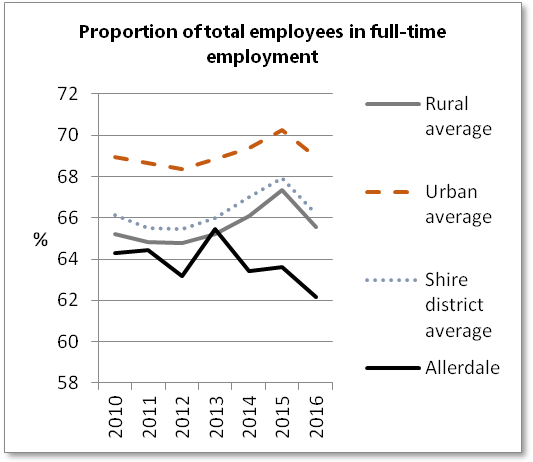 Proportion of total employees in full-time
employment
72
70
68
66
64
62
60
58
%
2010
2011
2012
2013
2014
2015
2016
Rural
average
Urban
average
Shire
district
average
Allerdale